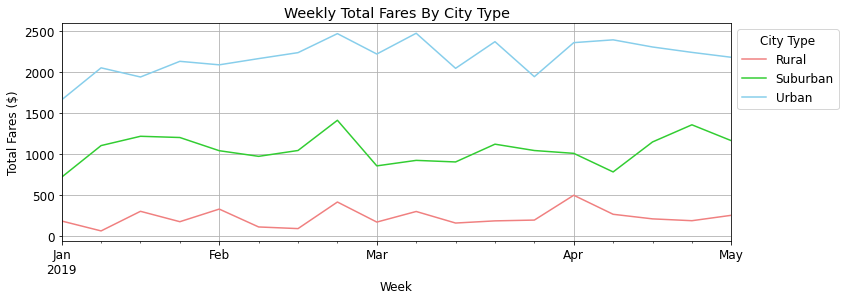 Weekly Total Fares By City Type
Total Fares ($)
2500
2000
1500
1000
500
0
Jan
2019
Feb
Mar
Apr
May
Week
City Type
Rural
Suburban
Urban